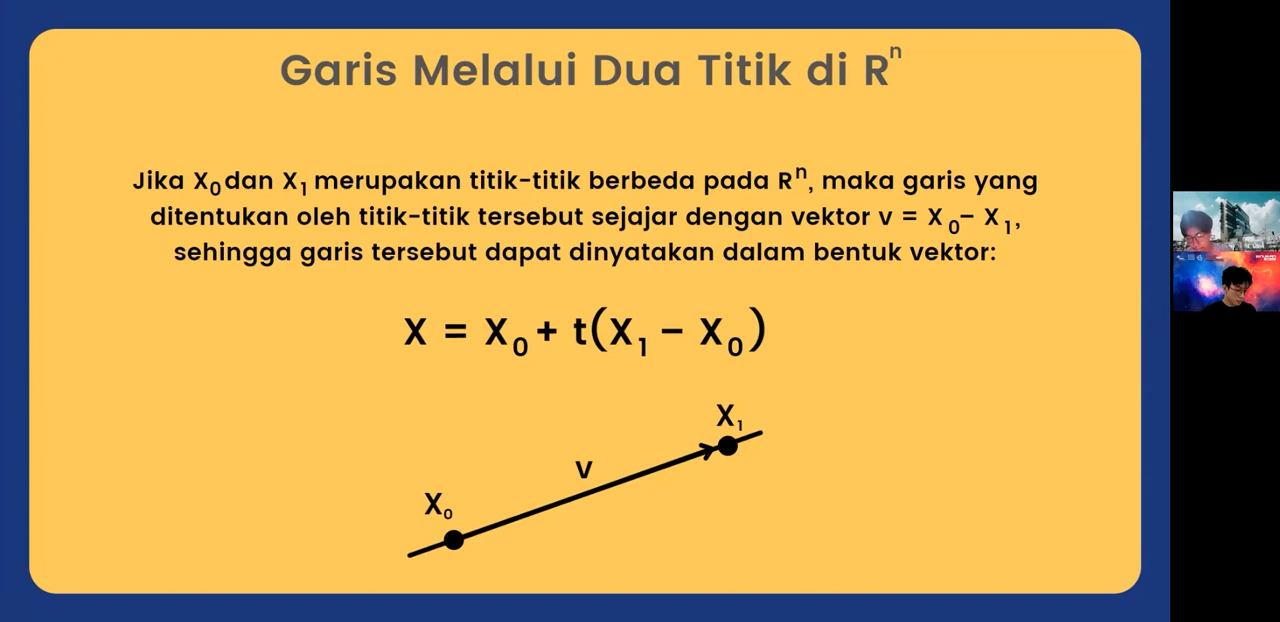 Garis Melalui Dua Titik di Rⁿ
Jika X₀ dan X₁ merupakan titik-titik berbeda pada Rⁿ, maka garis yang
ditentukan oleh titik-titik tersebut sejajar dengan vektor v = X₀ – X₁,
sehingga garis tersebut dapat dinyatakan dalam bentuk vektor:
X = X₀ + t(X₁ – X₀)
X₁
V
X₀